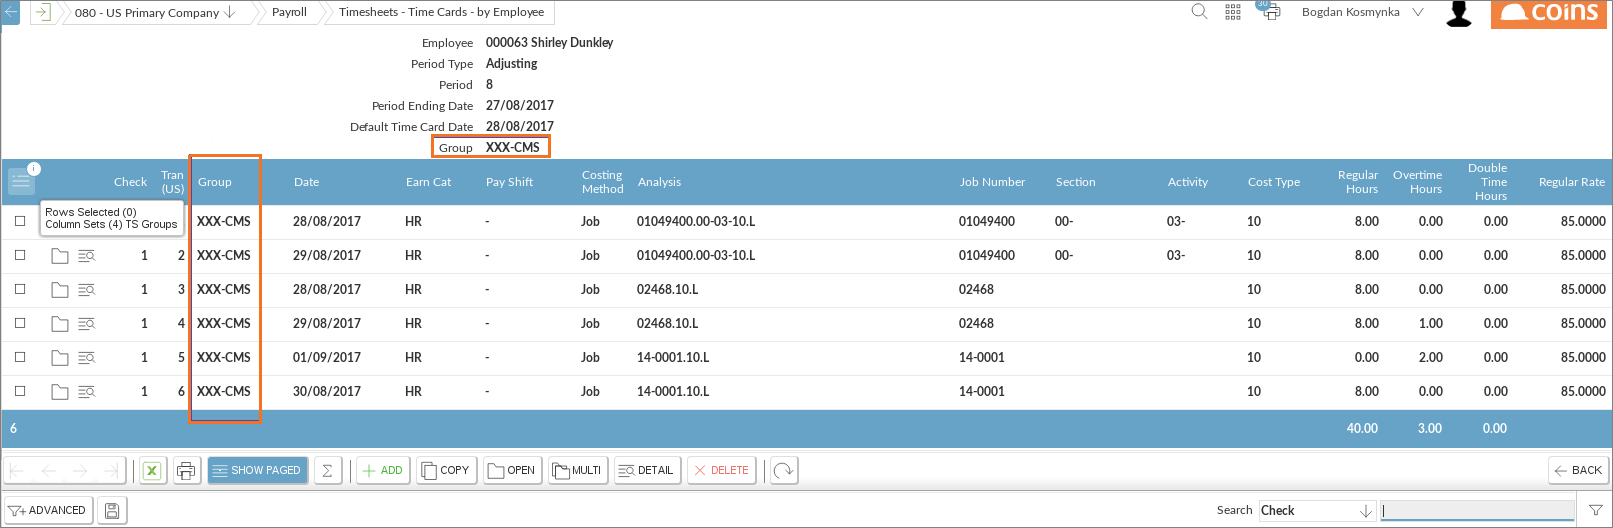 080 - US Primary Company Payroll Timesheets - Time Cards - by Employee Bogdan Kosmynka coins
Employee 000063 Shirley Dunkley
Period Type Adjusting
Period 8
Period Ending Date 27/08/2017
Default Time Card Date 28/08/2017
Group XXX-CMS
Check Tran (US) Group Date Earn Cat Pay Shift Costing Method Analysis Job Number Section Activity Cost Type Regular Hours Overtime Hours Double Time Hours Regular Rate
Rows Selected (0)
Column Sets (4) TS Groups
XXX-CMS 28/08/2017 HR - Job 01049400.00-03-10.L 01049400 00- 03- 10 8.00 0.00 0.00 85.0000
1 2 XXX-CMS 29/08/2017 HR - Job 01049400.00-03-10.L 01049400 00- 03- 10 8.00 0.00 0.00 85.0000
1 3 XXX-CMS 28/08/2017 HR - Job 02468.10.L 02468 10 8.00 0.00 0.00 85.0000
1 4 XXX-CMS 29/08/2017 HR - Job 02468.10.L 02468 10 8.00 1.00 0.00 85.0000
1 5 XXX-CMS 01/09/2017 HR - Job 14-0001.10.L 14-0001 10 0.00 2.00 0.00 85.0000
1 6 XXX-CMS 30/08/2017 HR - Job 14-0001.10.L 14-0001 10 8.00 0.00 0.00 85.0000
6 40.00 3.00 0.00
SHOW PAGED ADD COPY OPEN MULTI DETAIL DELETE BACK
ADVANCED Search Check